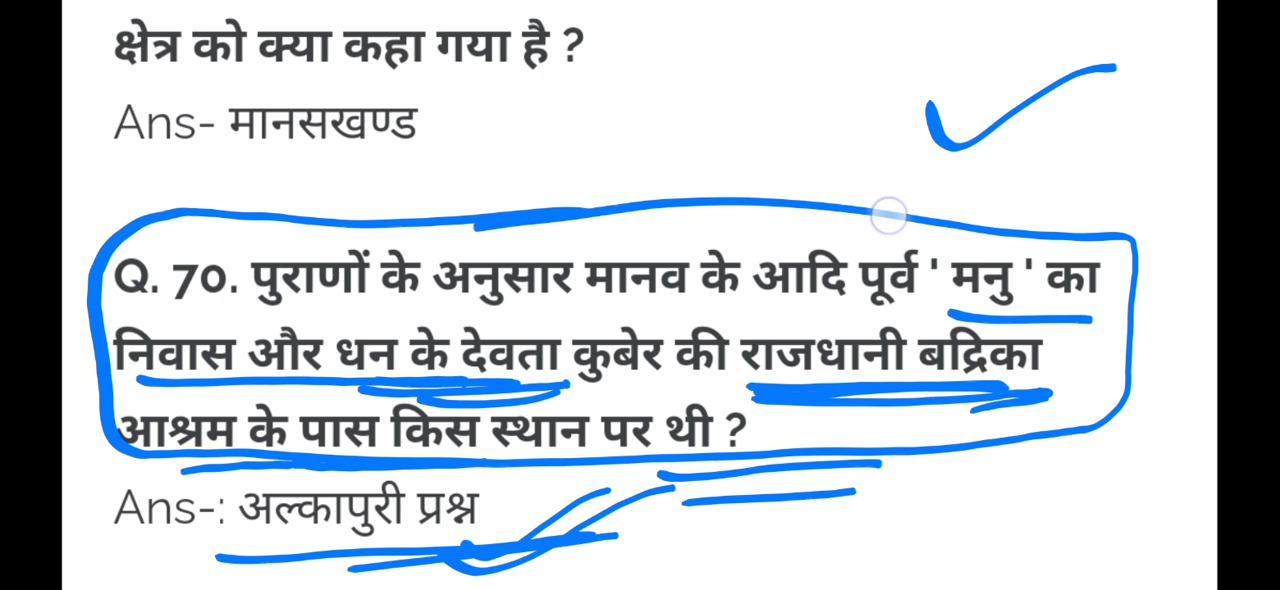 क्षेत्र को क्या कहा गया है ?
Ans- मानसखण्ड
Q. 70. पुराणों के अनुसार मानव के आदि पूर्व ' मनु ' का
निवास और धन के देवता कुबेर की राजधानी बद्रिका
आश्रम के पास किस स्थान पर थी ?
Ans-: अल्कापुरी प्रश्न